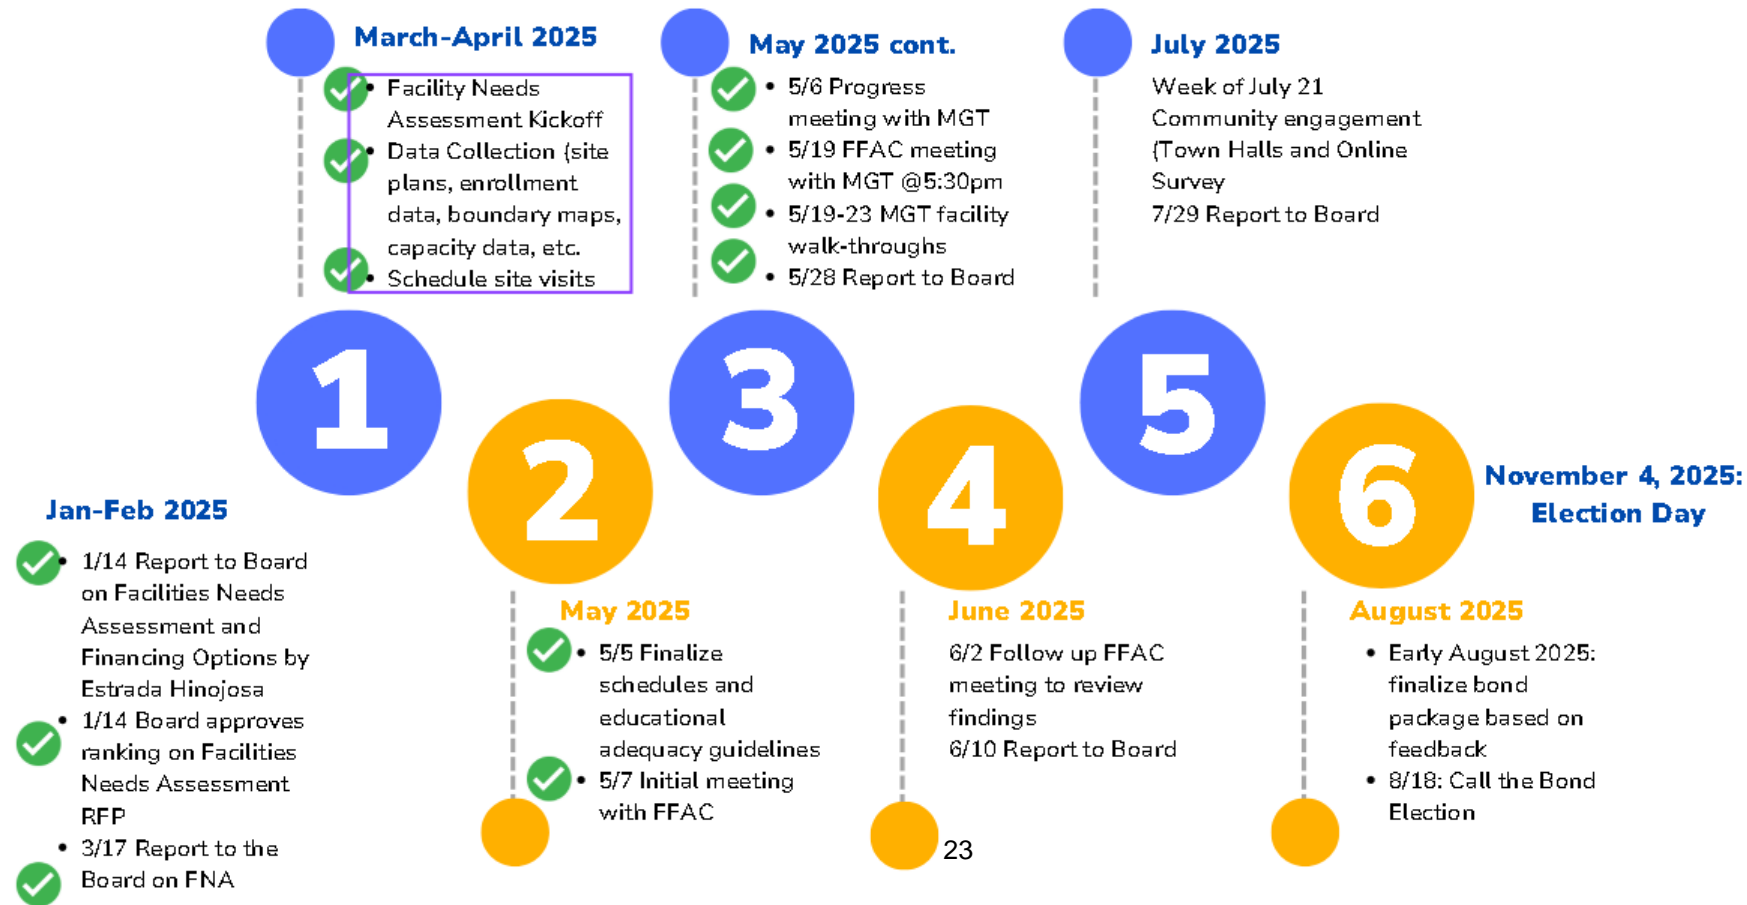 March-April 2025
Facility Needs
Assessment Kickoff
Data Collection (site
plans, enrollment
data, boundary maps,
capacity data, etc.
Schedule site visits
May 2025 cont.
5/6 Progress
meeting with MGT
5/19 FFAC meeting
with MGT @5:30pm
5/19-23 MGT facility
walk-throughs
5/28 Report to Board
July 2025
Week of July 21
Community engagement
(Town Halls and Online
Survey
7/29 Report to Board
1
2
3
4
5
6
November 4, 2025:
Election Day
Jan-Feb 2025
1/14 Report to Board
on Facilities Needs
Assessment and
Financing Options by
Estrada Hinojosa
1/14 Board approves
ranking on Facilities
Needs Assessment
RFP
3/17 Report to the
Board on FNA
May 2025
5/5 Finalize
schedules and
educational
adequacy guidelines
5/7 Initial meeting
with FFAC
June 2025
6/2 Follow up FFAC
meeting to review
findings
6/10 Report to Board
August 2025
Early August 2025:
finalize bond
package based on
feedback
8/18: Call the Bond
Election
23